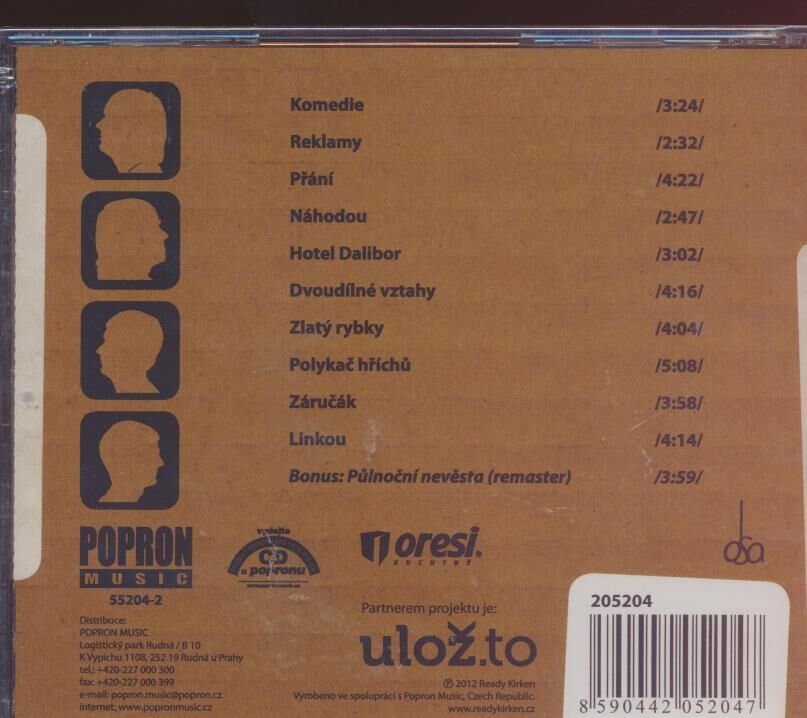 Komedie /3:24/
Reklamy /2:32/
Přání /4:22/
Náhodou /2:47/
Hotel Dalibor /3:02/
Dvoudílné vztahy /4:16/
Zlatý rybky /4:04/
Polykač hříchů /5:08/
Záručák /3:58/
Linkou /4:14/
Bonus: Půlnoční nevěsta (remaster) /3:59/
POPRON
MUSIC
55204-2
Distribuce:
POPRON MUSIC
Logistický park Rudná / B 10
K Vypichu 1108, 252 19 Rudná u Prahy
tel.: +420-227 000 300
fax: +420-227 000 399
e-mail: popron.music@popron.cz
internet: www.popronmusic.cz
vydejte
CD
u popronu
oresi.
KUCHYNĚ
Partnerem projektu je:
ulož.to
℗ 2012 Ready Kirken
Vyrobeno ve spolupráci s Popron Music, Czech Republic.
www.readykirken.cz
osa
205204
8 590442 052047